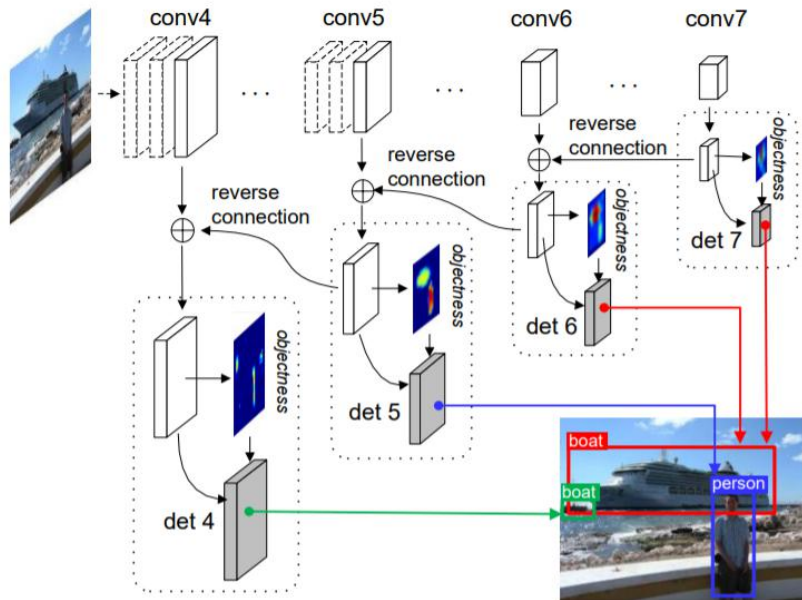 conv4
conv5
conv6
conv7
reverse
connection
reverse
connection
reverse
connection
objectness
det 7
objectness
det 6
objectness
det 5
objectness
det 4
boat
boat
person